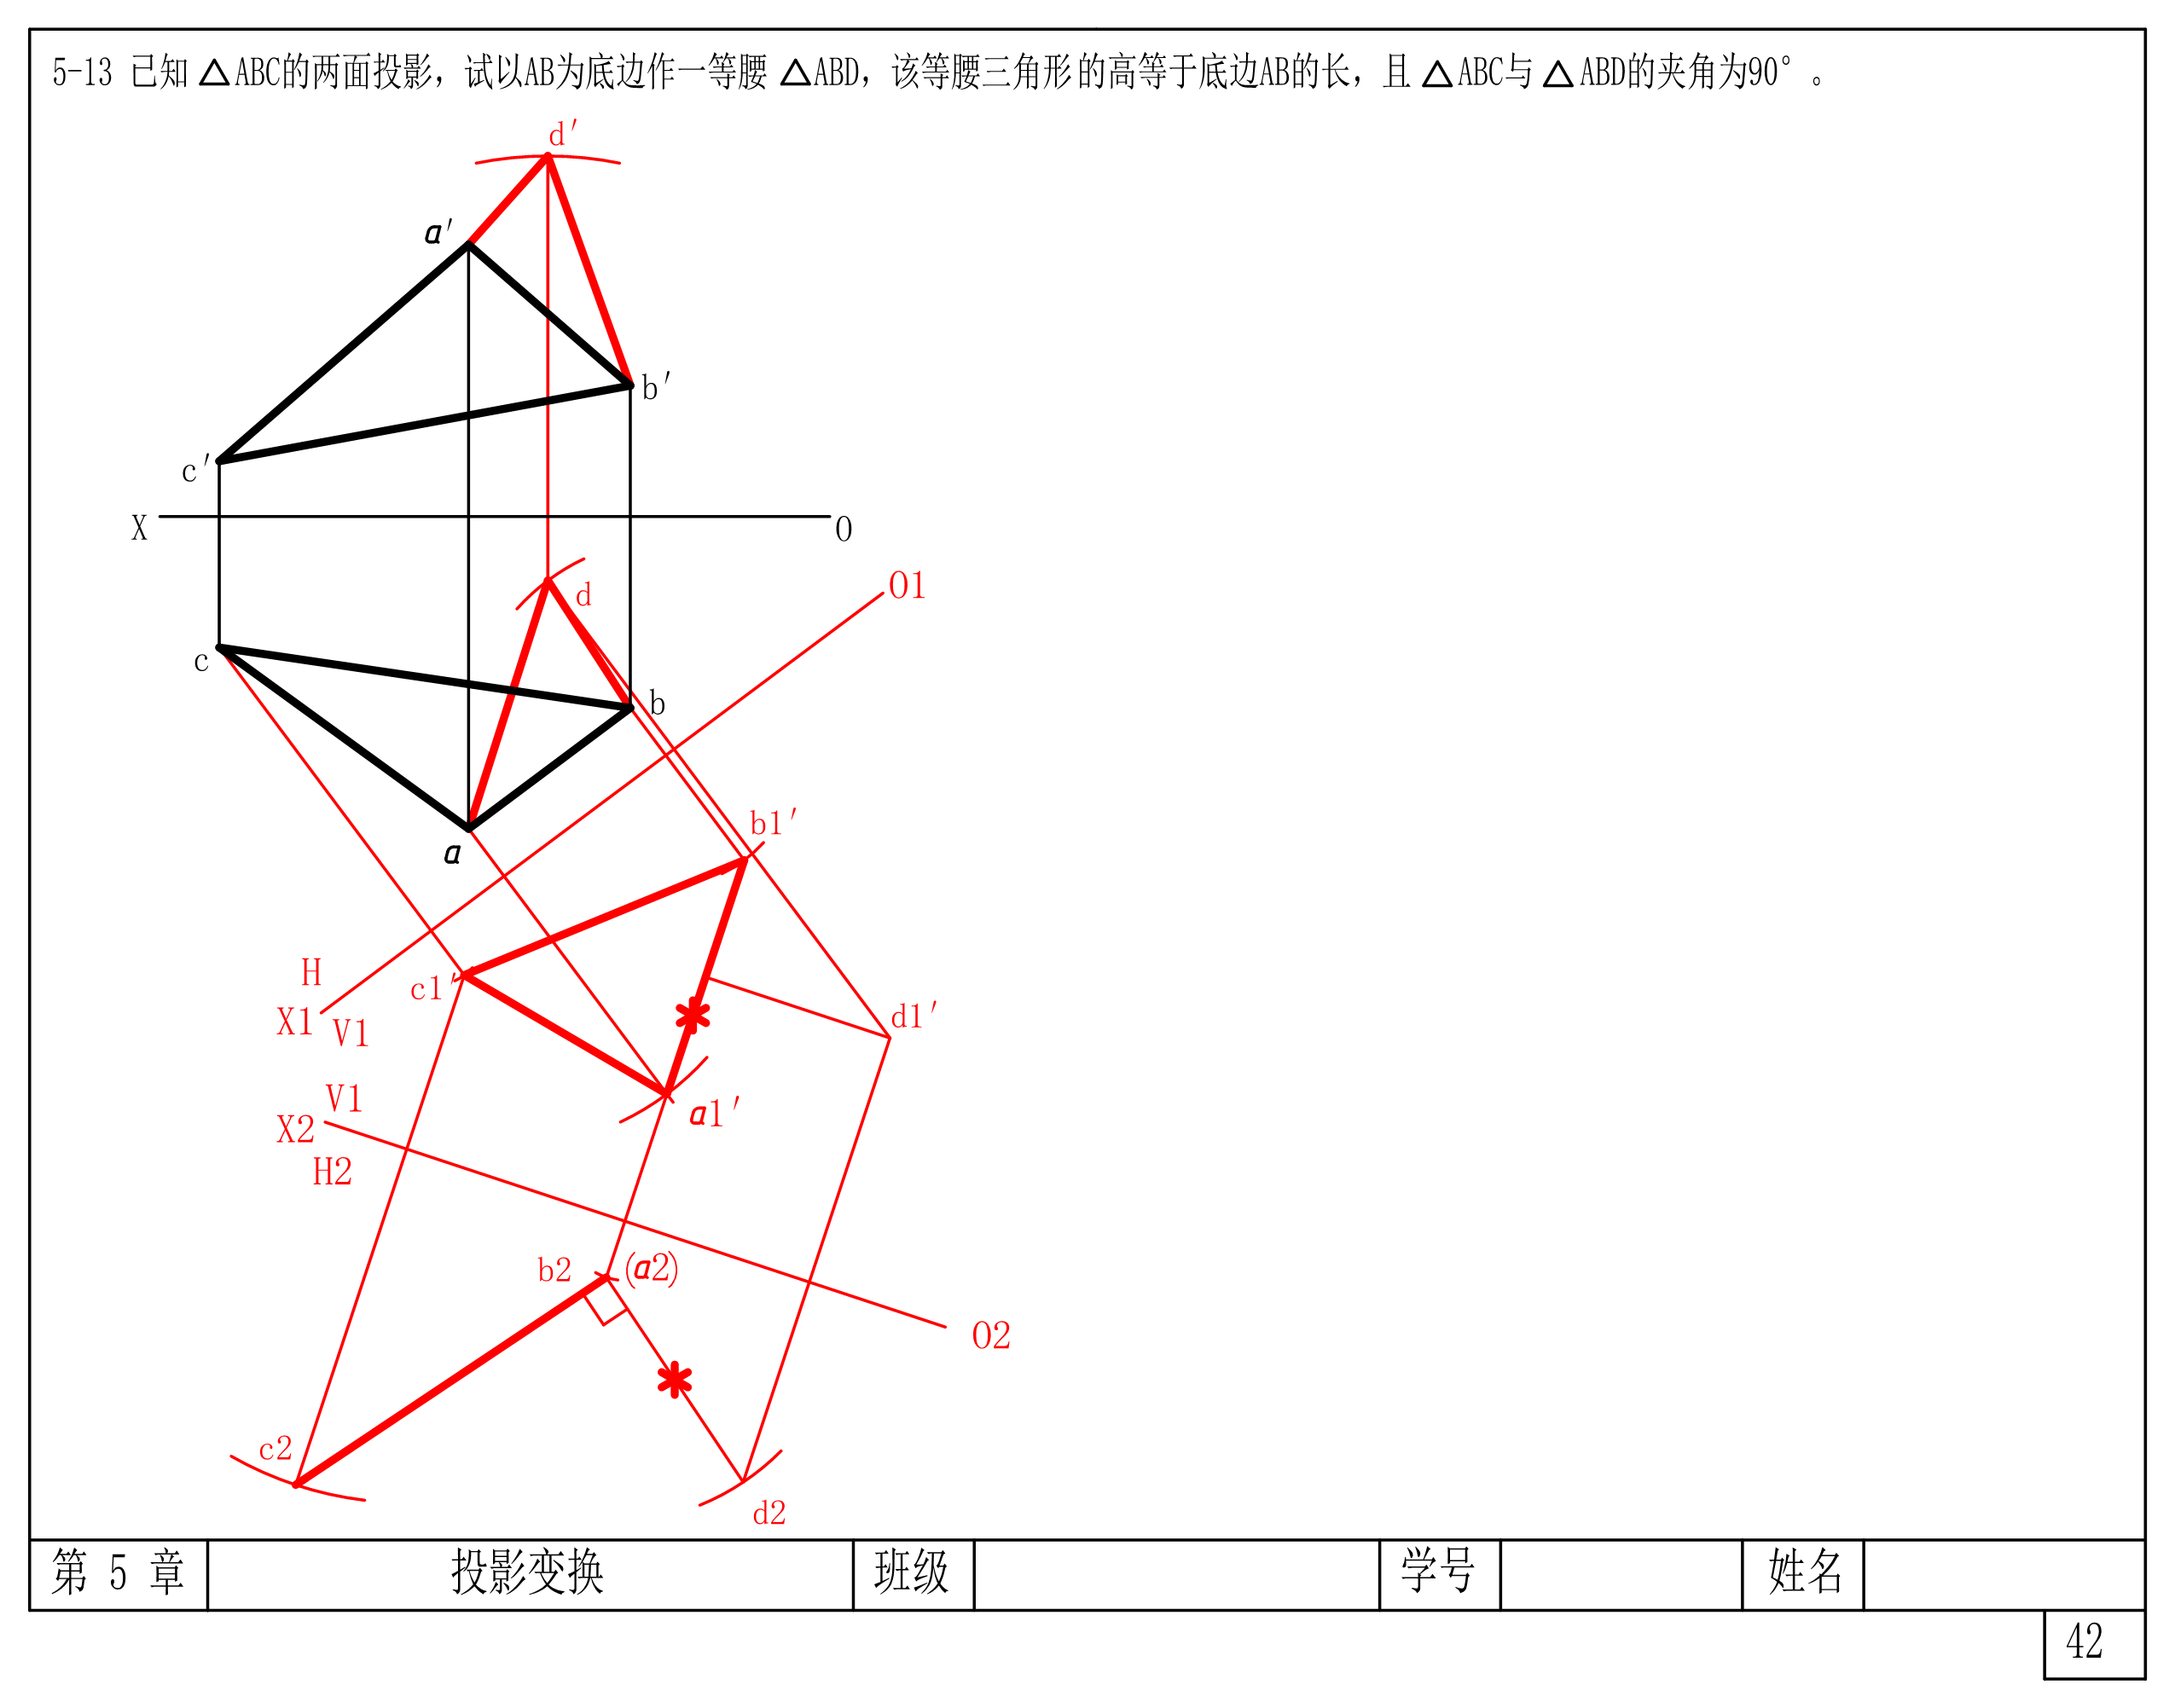 5-13 已知△ABC的两面投影，试以AB为底边作一等腰△ABD，该等腰三角形的高等于底边AB的长，且△ABC与△ABD的夹角为90°。
d'
a'
b'
c'
X
O
d
O1
c
b
b1'
a
H
c1'
X1
V1
d1'
V1
a1'
X2
H2
b2
(a2)
O2
c2
d2
第 5 章 投影变换 班级 学号 姓名
42